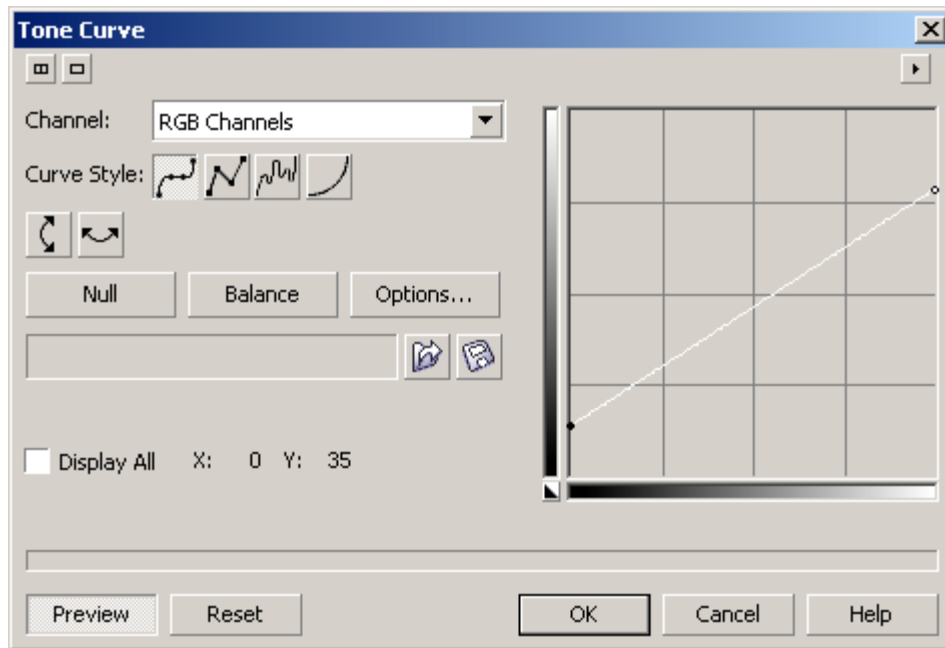 Tone Curve
Channel: RGB Channels
Curve Style:
Null Balance Options...
Display All X: 0 Y: 35
Preview Reset OK Cancel Help